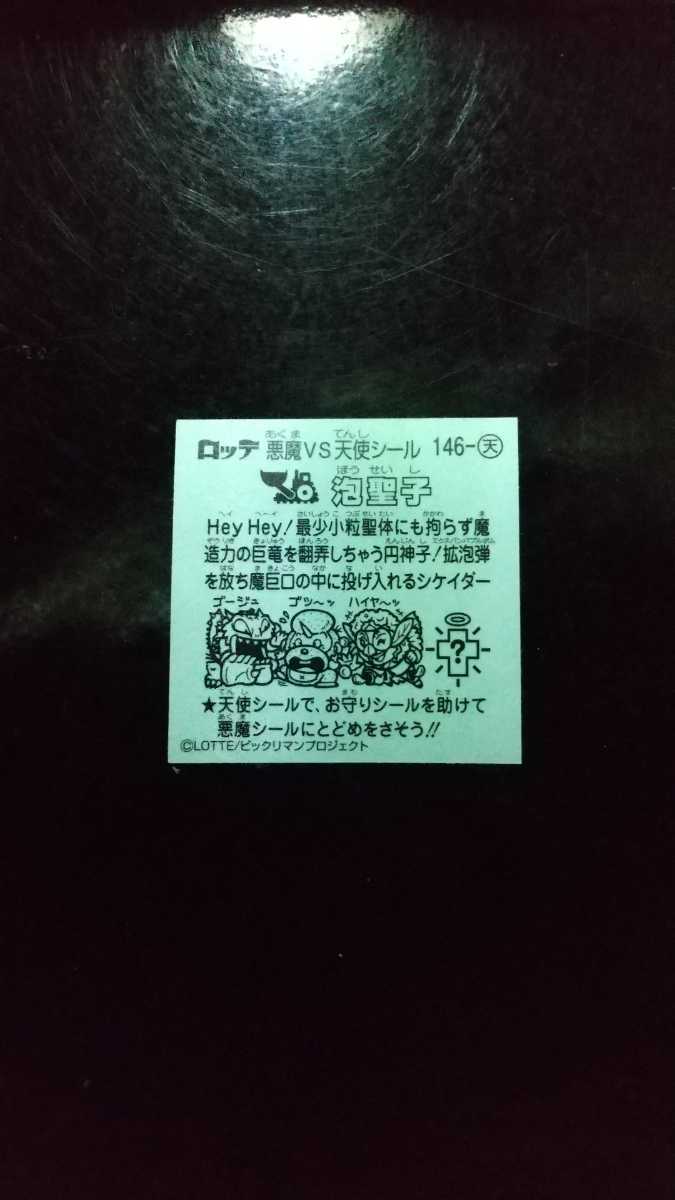 ロッテ 悪魔VS天使シール 146-天
泡聖子
Hey Hey! 最少小粒聖体にも拘らず魔
造力の巨竜を翻弄しちゃう円神子! 拡泡弾
を放ち魔巨口の中に投げ入れるシケイダー
ゴージュ ゴッ〜ッ ハイヤ〜ッ
?
★天使シールで、お守りシールを助けて
悪魔シールにとどめをさそう!!
©LOTTE/ビックリマンプロジェクト